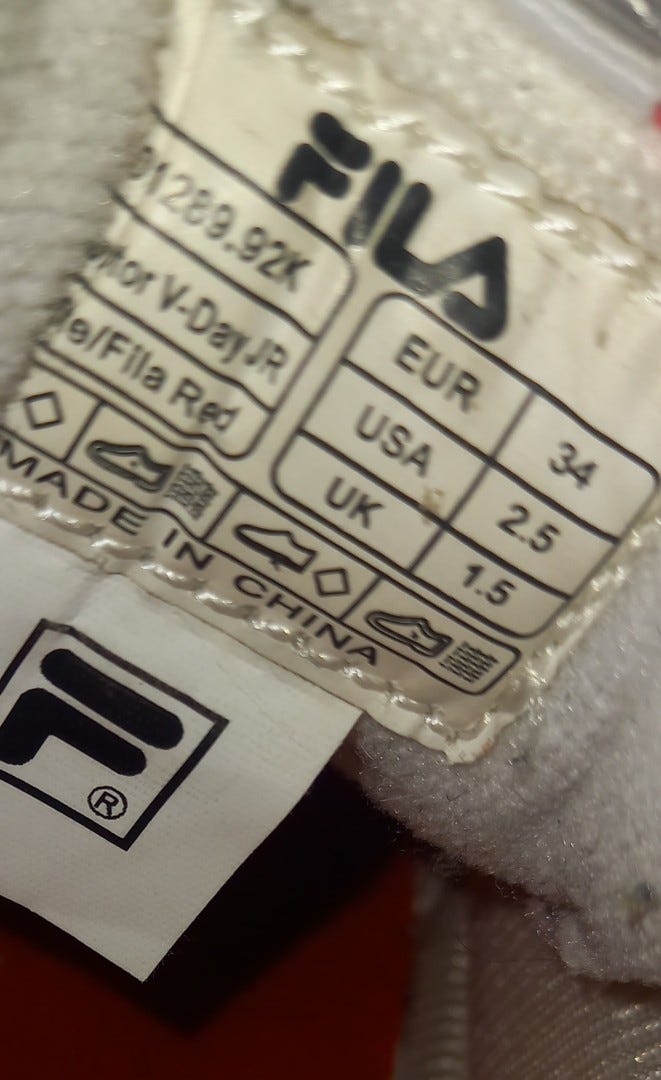 FILA
1289.92K
V-Day JR
/Fila Red
EUR 34
USA 2.5
UK 1.5
MADE IN CHINA
F
®